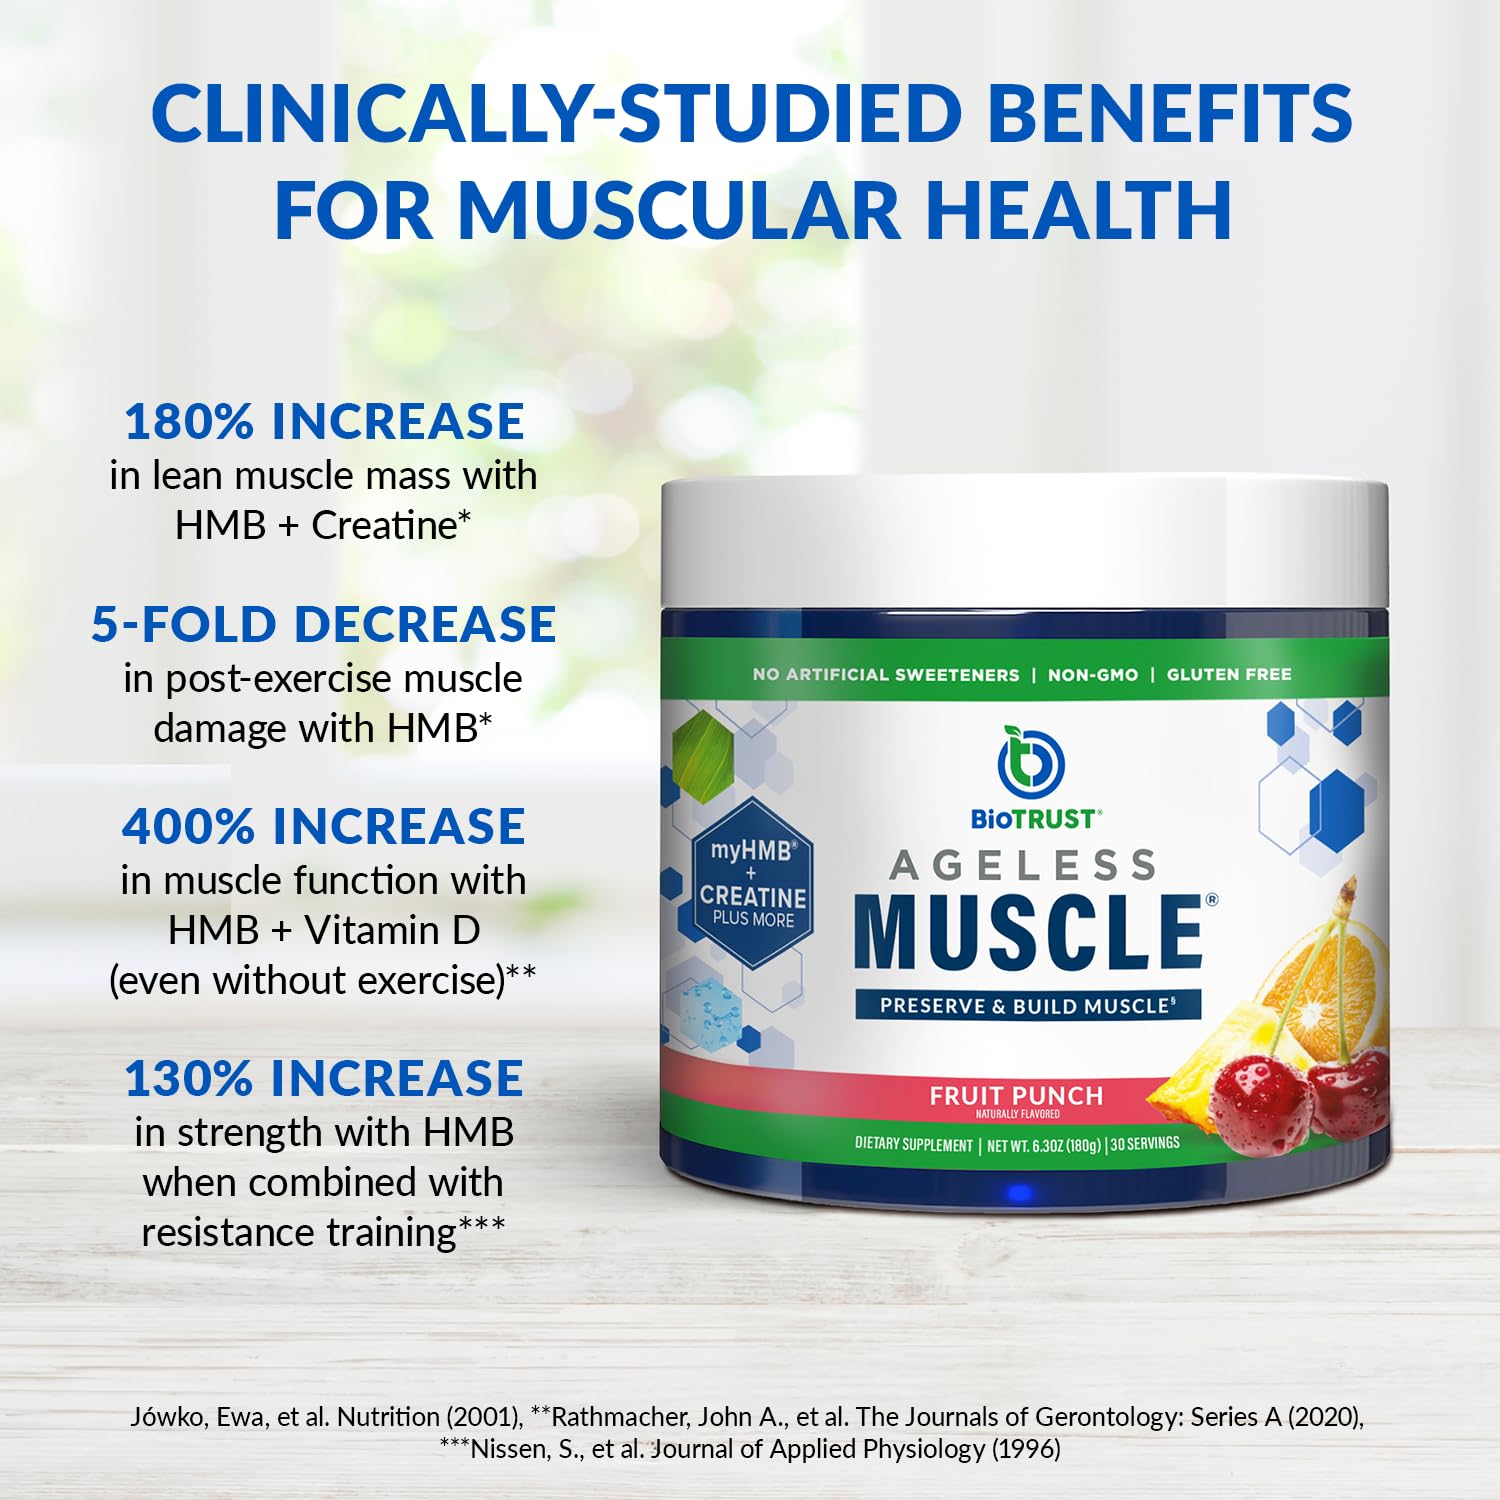 CLINICALLY-STUDIED BENEFITS
FOR MUSCULAR HEALTH
180% INCREASE
in lean muscle mass with
HMB + Creatine*
5-FOLD DECREASE
in post-exercise muscle
damage with HMB*
400% INCREASE
in muscle function with
HMB + Vitamin D
(even without exercise)**
130% INCREASE
in strength with HMB
when combined with
resistance training***
NO ARTIFICIAL SWEETENERS | NON-GMO | GLUTEN FREE
BioTRUST®
myHMB®
+
CREATINE
PLUS MORE
AGELESS
MUSCLE®
PRESERVE & BUILD MUSCLE§
FRUIT PUNCH
NATURALLY FLAVORED
DIETARY SUPPLEMENT | NET WT. 6.3OZ (180g) | 30 SERVINGS
Jówko, Ewa, et al. Nutrition (2001), **Rathmacher, John A., et al. The Journals of Gerontology: Series A (2020),
***Nissen, S., et al. Journal of Applied Physiology (1996)